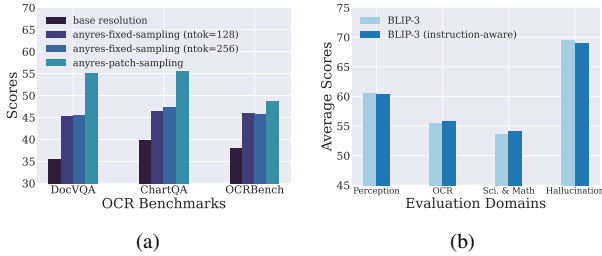 70
65
60
55
50
45
40
35
30
Scores
base resolution
anyres-fixed-sampling (ntok=128)
anyres-fixed-sampling (ntok=256)
anyres-patch-sampling
DocVQA ChartQA OCRBench
OCR Benchmarks
(a)
75
70
65
60
55
50
45
Average Scores
BLIP-3
BLIP-3 (instruction-aware)
Perception OCR Sci. & Math Hallucination
Evaluation Domains
(b)